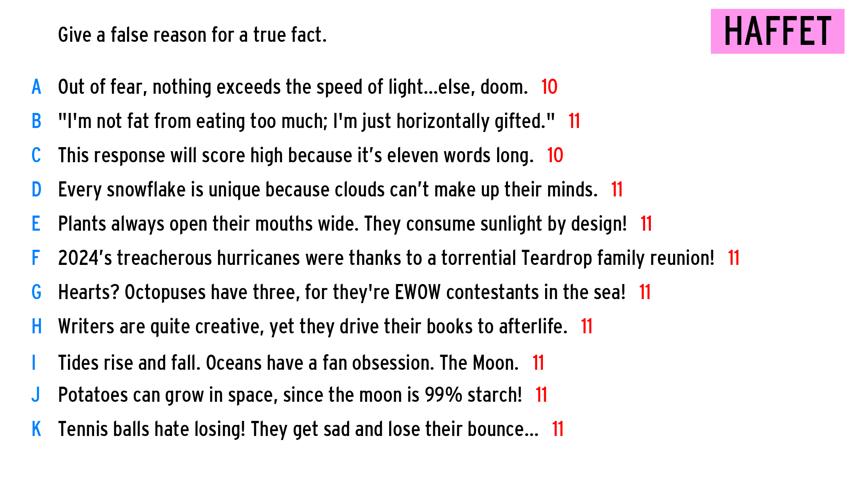 Give a false reason for a true fact.
HAFFET
A Out of fear, nothing exceeds the speed of light...else, doom. 10
B "I'm not fat from eating too much; I'm just horizontally gifted." 11
C This response will score high because it’s eleven words long. 10
D Every snowflake is unique because clouds can’t make up their minds. 11
E Plants always open their mouths wide. They consume sunlight by design! 11
F 2024’s treacherous hurricanes were thanks to a torrential Teardrop family reunion! 11
G Hearts? Octopuses have three, for they're EWOW contestants in the sea! 11
H Writers are quite creative, yet they drive their books to afterlife. 11
I Tides rise and fall. Oceans have a fan obsession. The Moon. 11
J Potatoes can grow in space, since the moon is 99% starch! 11
K Tennis balls hate losing! They get sad and lose their bounce... 11